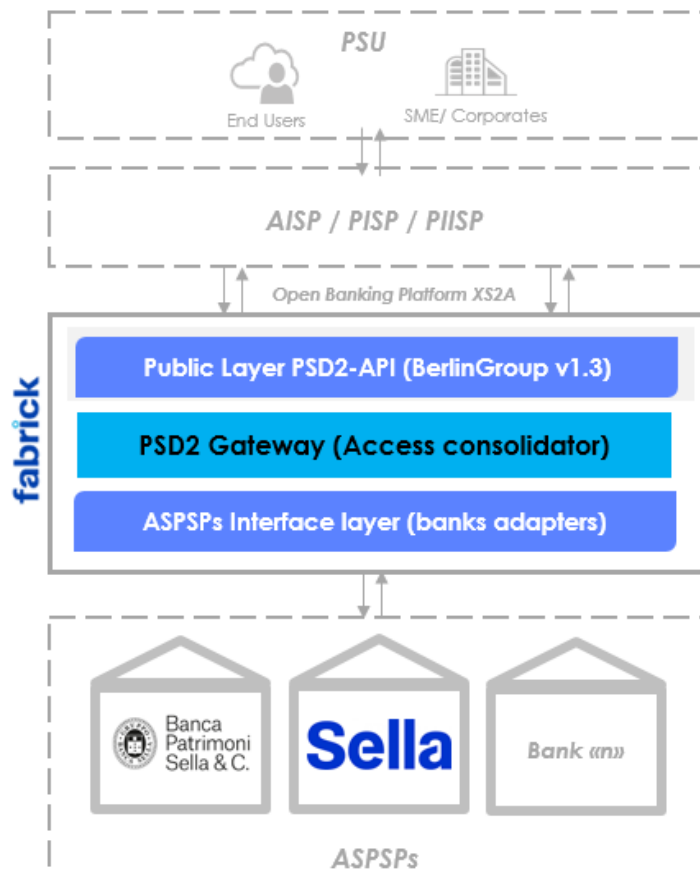 PSU
End Users
SME/ Corporates
AISP / PISP / PIISP
Open Banking Platform XS2A
fabrick
Public Layer PSD2-API (BerlinGroup v1.3)
PSD2 Gateway (Access consolidator)
ASPSPs Interface layer (banks adapters)
Banca
Patrimoni
Sella & C.
Sella
Bank «n»
ASPSPs